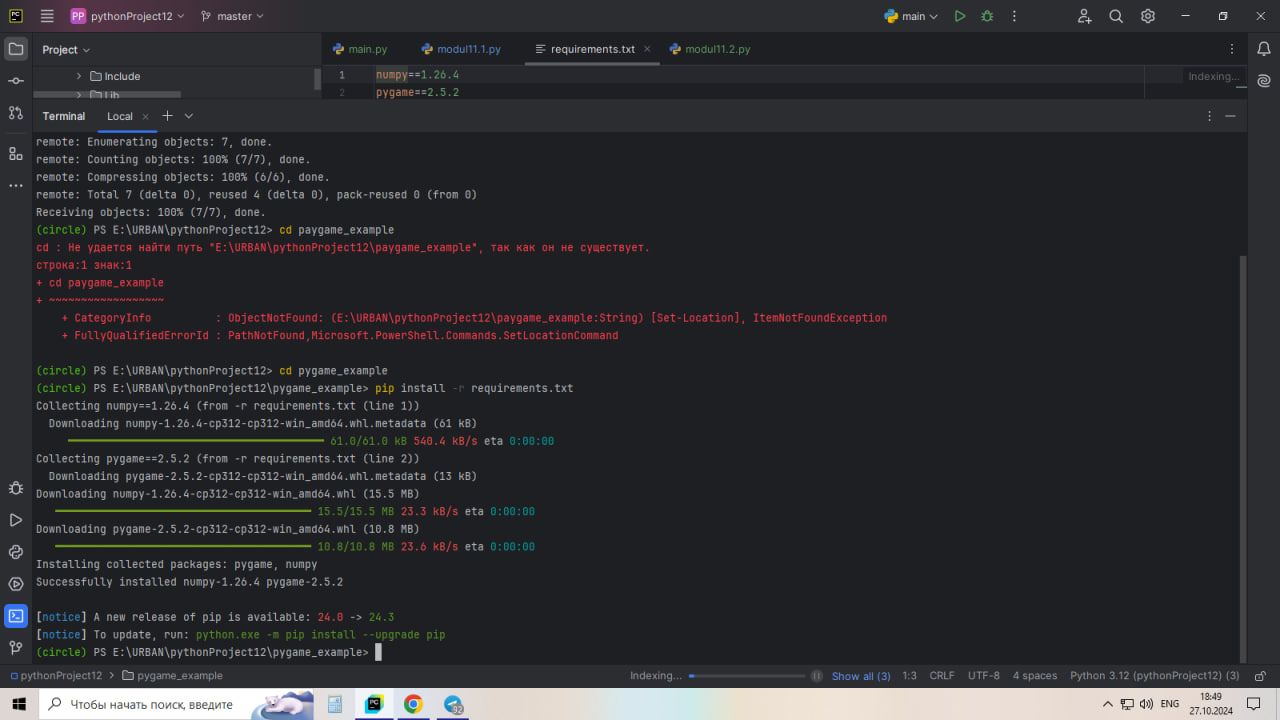 PC
PP pythonProject12
master
main
Project
main.py
modul11.1.py
requirements.txt
modul11.2.py
Include
Lib
1 numpy==1.26.4
2 pygame==2.5.2
Indexing...
Terminal Local
remote: Enumerating objects: 7, done.
remote: Counting objects: 100% (7/7), done.
remote: Compressing objects: 100% (6/6), done.
remote: Total 7 (delta 0), reused 4 (delta 0), pack-reused 0 (from 0)
Receiving objects: 100% (7/7), done.
(circle) PS E:\URBAN\pythonProject12> cd paygame_example
cd : Не удается найти путь "E:\URBAN\pythonProject12\paygame_example", так как он не существует.
строка:1 знак:1
+ cd paygame_example
+ ~~~~~~~~~~~~~~~~~~
+ CategoryInfo : ObjectNotFound: (E:\URBAN\pythonProject12\paygame_example:String) [Set-Location], ItemNotFoundException
+ FullyQualifiedErrorId : PathNotFound,Microsoft.PowerShell.Commands.SetLocationCommand
(circle) PS E:\URBAN\pythonProject12> cd pygame_example
(circle) PS E:\URBAN\pythonProject12\pygame_example> pip install -r requirements.txt
Collecting numpy==1.26.4 (from -r requirements.txt (line 1))
Downloading numpy-1.26.4-cp312-cp312-win_amd64.whl.metadata (61 kB)
61.0/61.0 kB 540.4 kB/s eta 0:00:00
Collecting pygame==2.5.2 (from -r requirements.txt (line 2))
Downloading pygame-2.5.2-cp312-cp312-win_amd64.whl.metadata (13 kB)
Downloading numpy-1.26.4-cp312-cp312-win_amd64.whl (15.5 MB)
15.5/15.5 MB 23.3 kB/s eta 0:00:00
Downloading pygame-2.5.2-cp312-cp312-win_amd64.whl (10.8 MB)
10.8/10.8 MB 23.6 kB/s eta 0:00:00
Installing collected packages: pygame, numpy
Successfully installed numpy-1.26.4 pygame-2.5.2
[notice] A new release of pip is available: 24.0 -> 24.3
[notice] To update, run: python.exe -m pip install --upgrade pip
(circle) PS E:\URBAN\pythonProject12\pygame_example>
pythonProject12 > pygame_example
Indexing... Show all (3) 1:3 CRLF UTF-8 4 spaces Python 3.12 (pythonProject12) (3)
Чтобы начать поиск, введите
92
ENG
18:49
27.10.2024